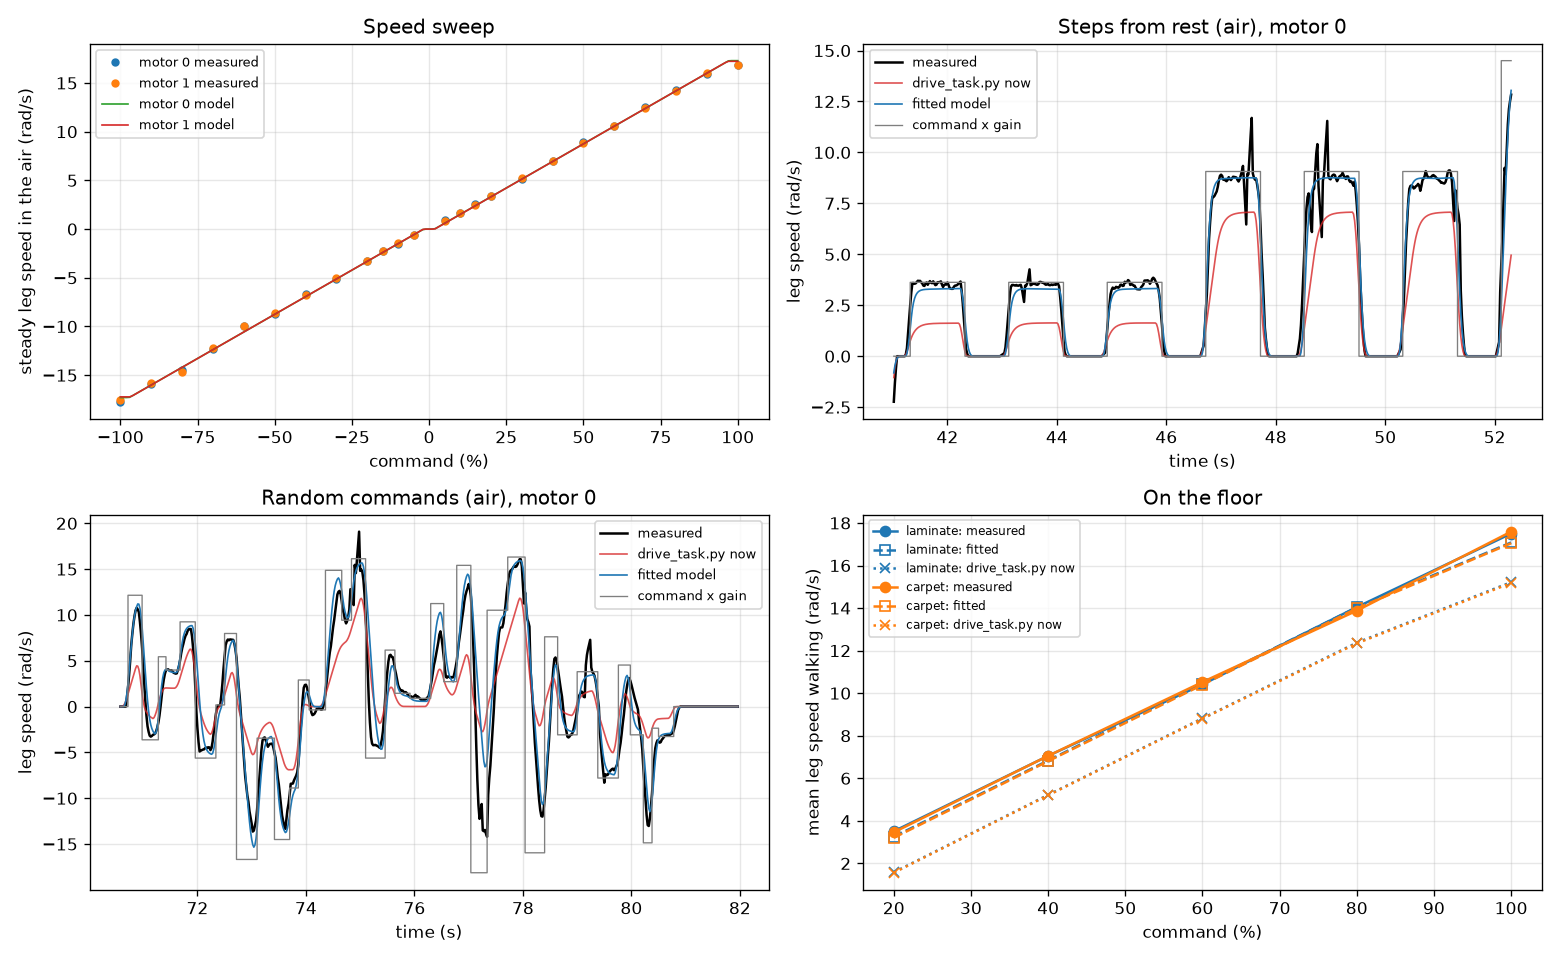 Speed sweep
steady leg speed in the air (rad/s)
15
10
5
0
−5
−10
−15
motor 0 measured
motor 1 measured
motor 0 model
motor 1 model
−100
−75
−50
−25
0
25
50
75
100
command (%)
Steps from rest (air), motor 0
leg speed (rad/s)
15.0
12.5
10.0
7.5
5.0
2.5
0.0
−2.5
measured
drive_task.py now
fitted model
command x gain
42
44
46
48
50
52
time (s)
Random commands (air), motor 0
leg speed (rad/s)
20
15
10
5
0
−5
−10
−15
measured
drive_task.py now
fitted model
command x gain
72
74
76
78
80
82
time (s)
On the floor
mean leg speed walking (rad/s)
18
16
14
12
10
8
6
4
2
laminate: measured
laminate: fitted
laminate: drive_task.py now
carpet: measured
carpet: fitted
carpet: drive_task.py now
20
30
40
50
60
70
80
90
100
command (%)